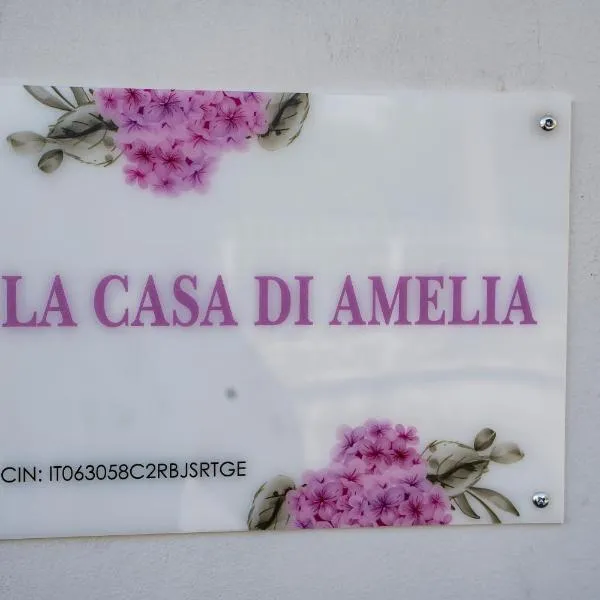 LA CASA DI AMELIA
CIN: IT063058C2RBJSRTGE